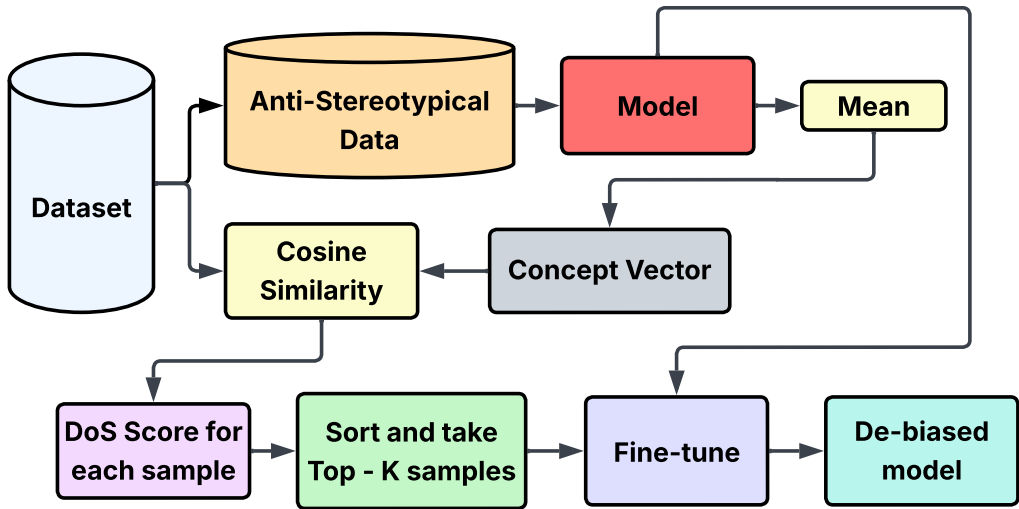 Anti-Stereotypical
Data
Model
Mean
Dataset
Cosine
Similarity
Concept Vector
DoS Score for
each sample
Sort and take
Top - K samples
Fine-tune
De-biased
model